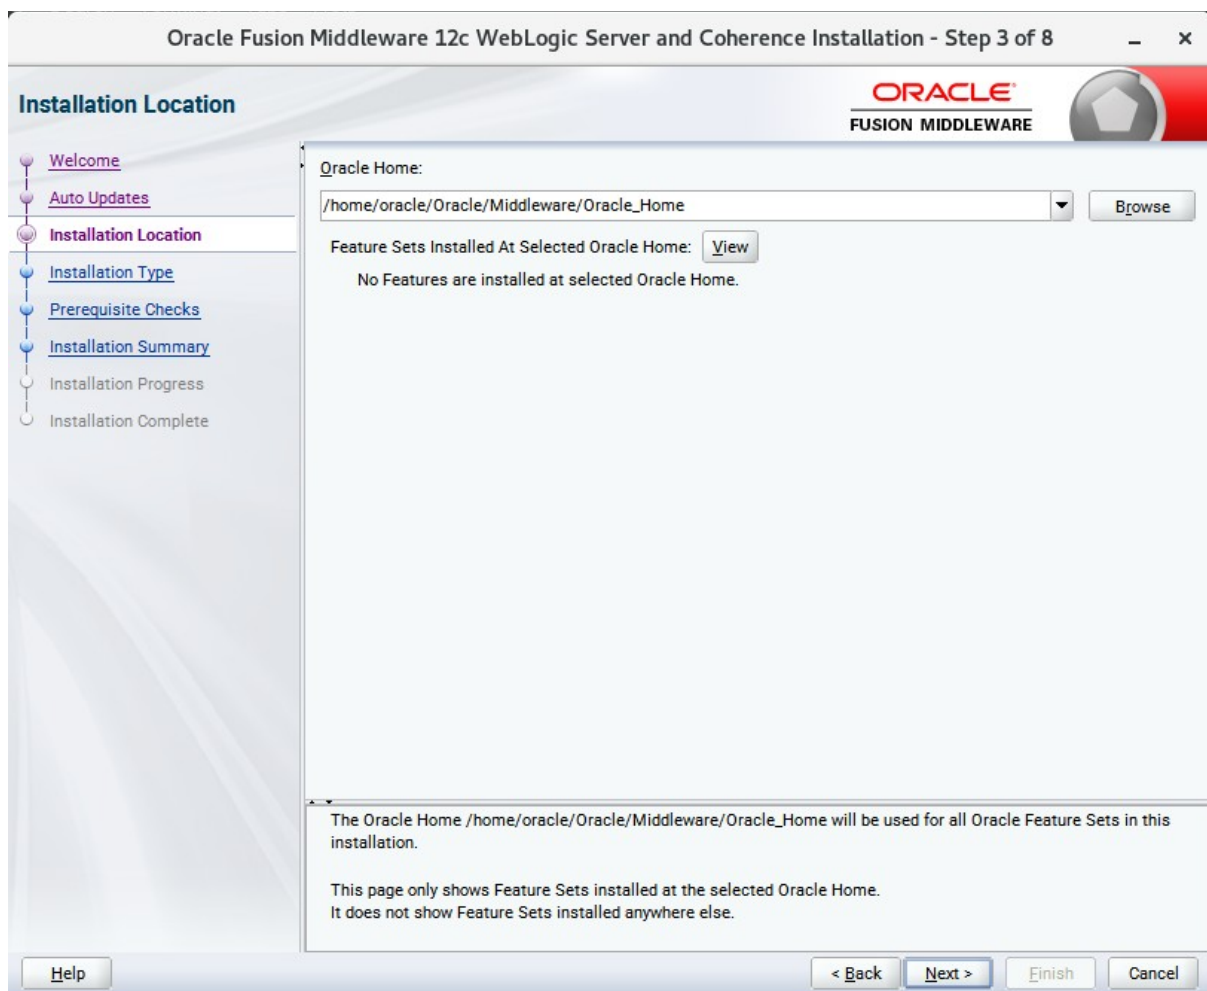 Oracle Fusion Middleware 12c WebLogic Server and Coherence Installation - Step 3 of 8
Installation Location
ORACLE
FUSION MIDDLEWARE
Welcome
Auto Updates
Installation Location
Installation Type
Prerequisite Checks
Installation Summary
Installation Progress
Installation Complete
Oracle Home:
/home/oracle/Oracle/Middleware/Oracle_Home
Browse
Feature Sets Installed At Selected Oracle Home: View
No Features are installed at selected Oracle Home.
The Oracle Home /home/oracle/Oracle/Middleware/Oracle_Home will be used for all Oracle Feature Sets in this
installation.
This page only shows Feature Sets installed at the selected Oracle Home.
It does not show Feature Sets installed anywhere else.
Help
< Back
Next >
Finish
Cancel